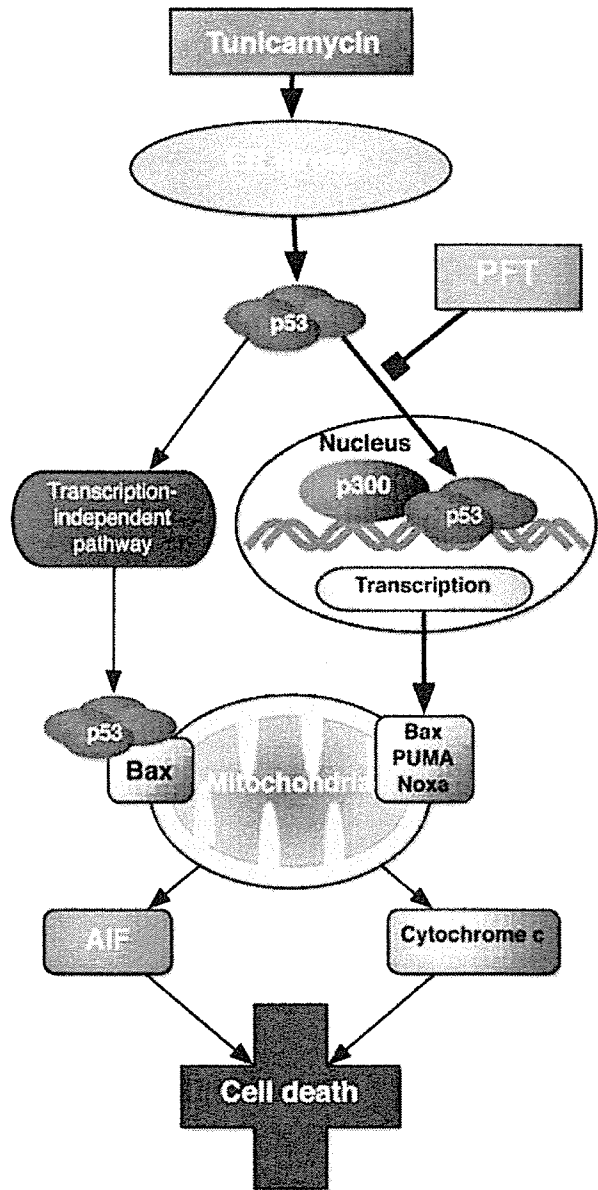 Tunicamycin
PFT
p53
Nucleus
p300
p53
Transcription-
independent
pathway
Transcription
p53
Bax
Mitochondria
Bax
PUMA
Noxa
AIF
Cytochrome c
Cell death